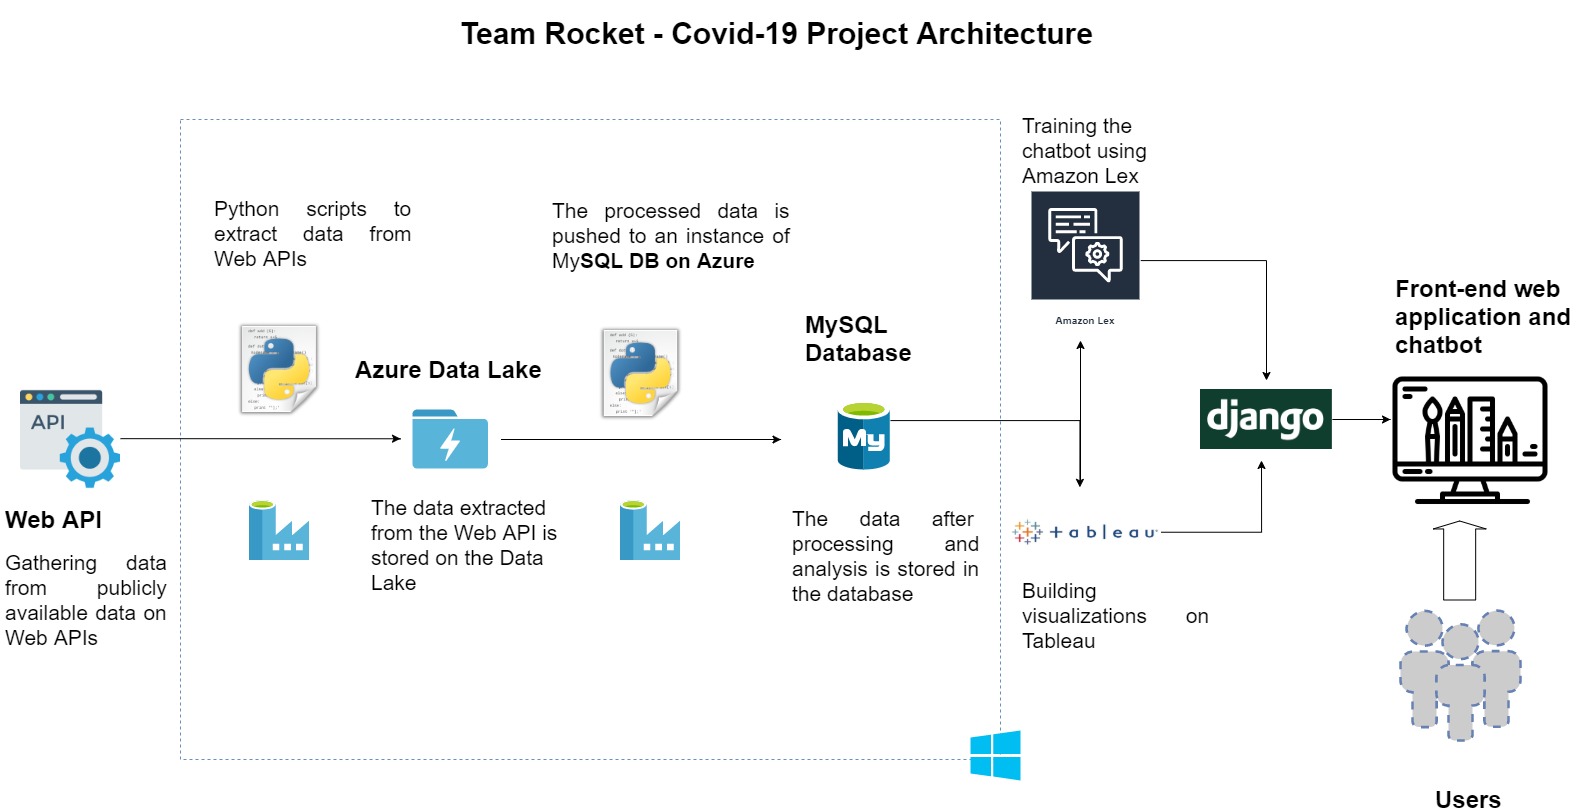 Team Rocket - Covid-19 Project Architecture
Training the
chatbot using
Amazon Lex
Python scripts to
extract data from
Web APIs
The processed data is
pushed to an instance of
MySQL DB on Azure
Amazon Lex
Front-end web
application and
chatbot
MySQL
Database
Azure Data Lake
API
My
django
Web API
Gathering data
from publicly
available data on
Web APIs
The data extracted
from the Web API is
stored on the Data
Lake
The data after
processing and
analysis is stored in
the database
+ableau
Building
visualizations on
Tableau
Users